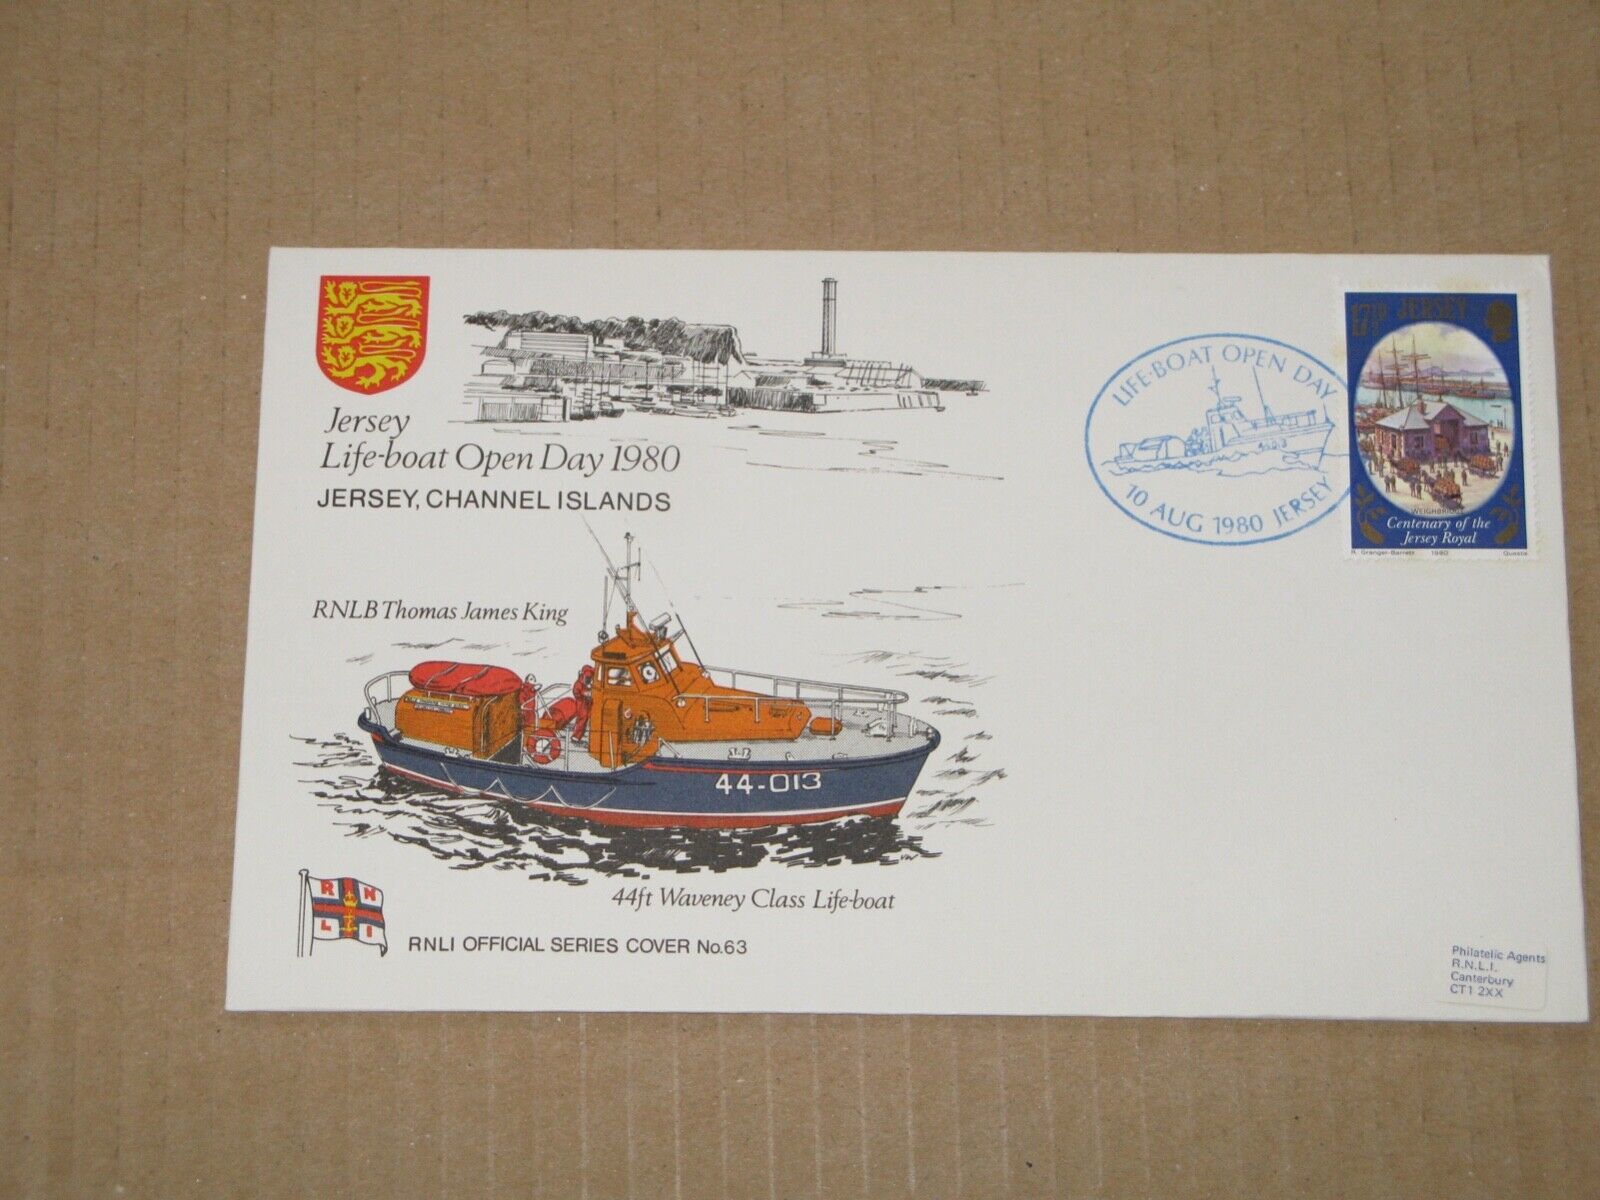 Jersey
Life-boat Open Day 1980
JERSEY, CHANNEL ISLANDS
RNLB Thomas James King
44-013
44ft Waveney Class Life-boat
R N
L I
RNLI OFFICIAL SERIES COVER No.63
LIFE-BOAT OPEN DAY
10 AUG 1980 JERSEY
JERSEY
WEIGHBRIDGE
Centenary of the
Jersey Royal
R. Granger-Barrett 1980 Questa
Philatelic Agents
R.N.L.I.
Canterbury
CT1 2XX